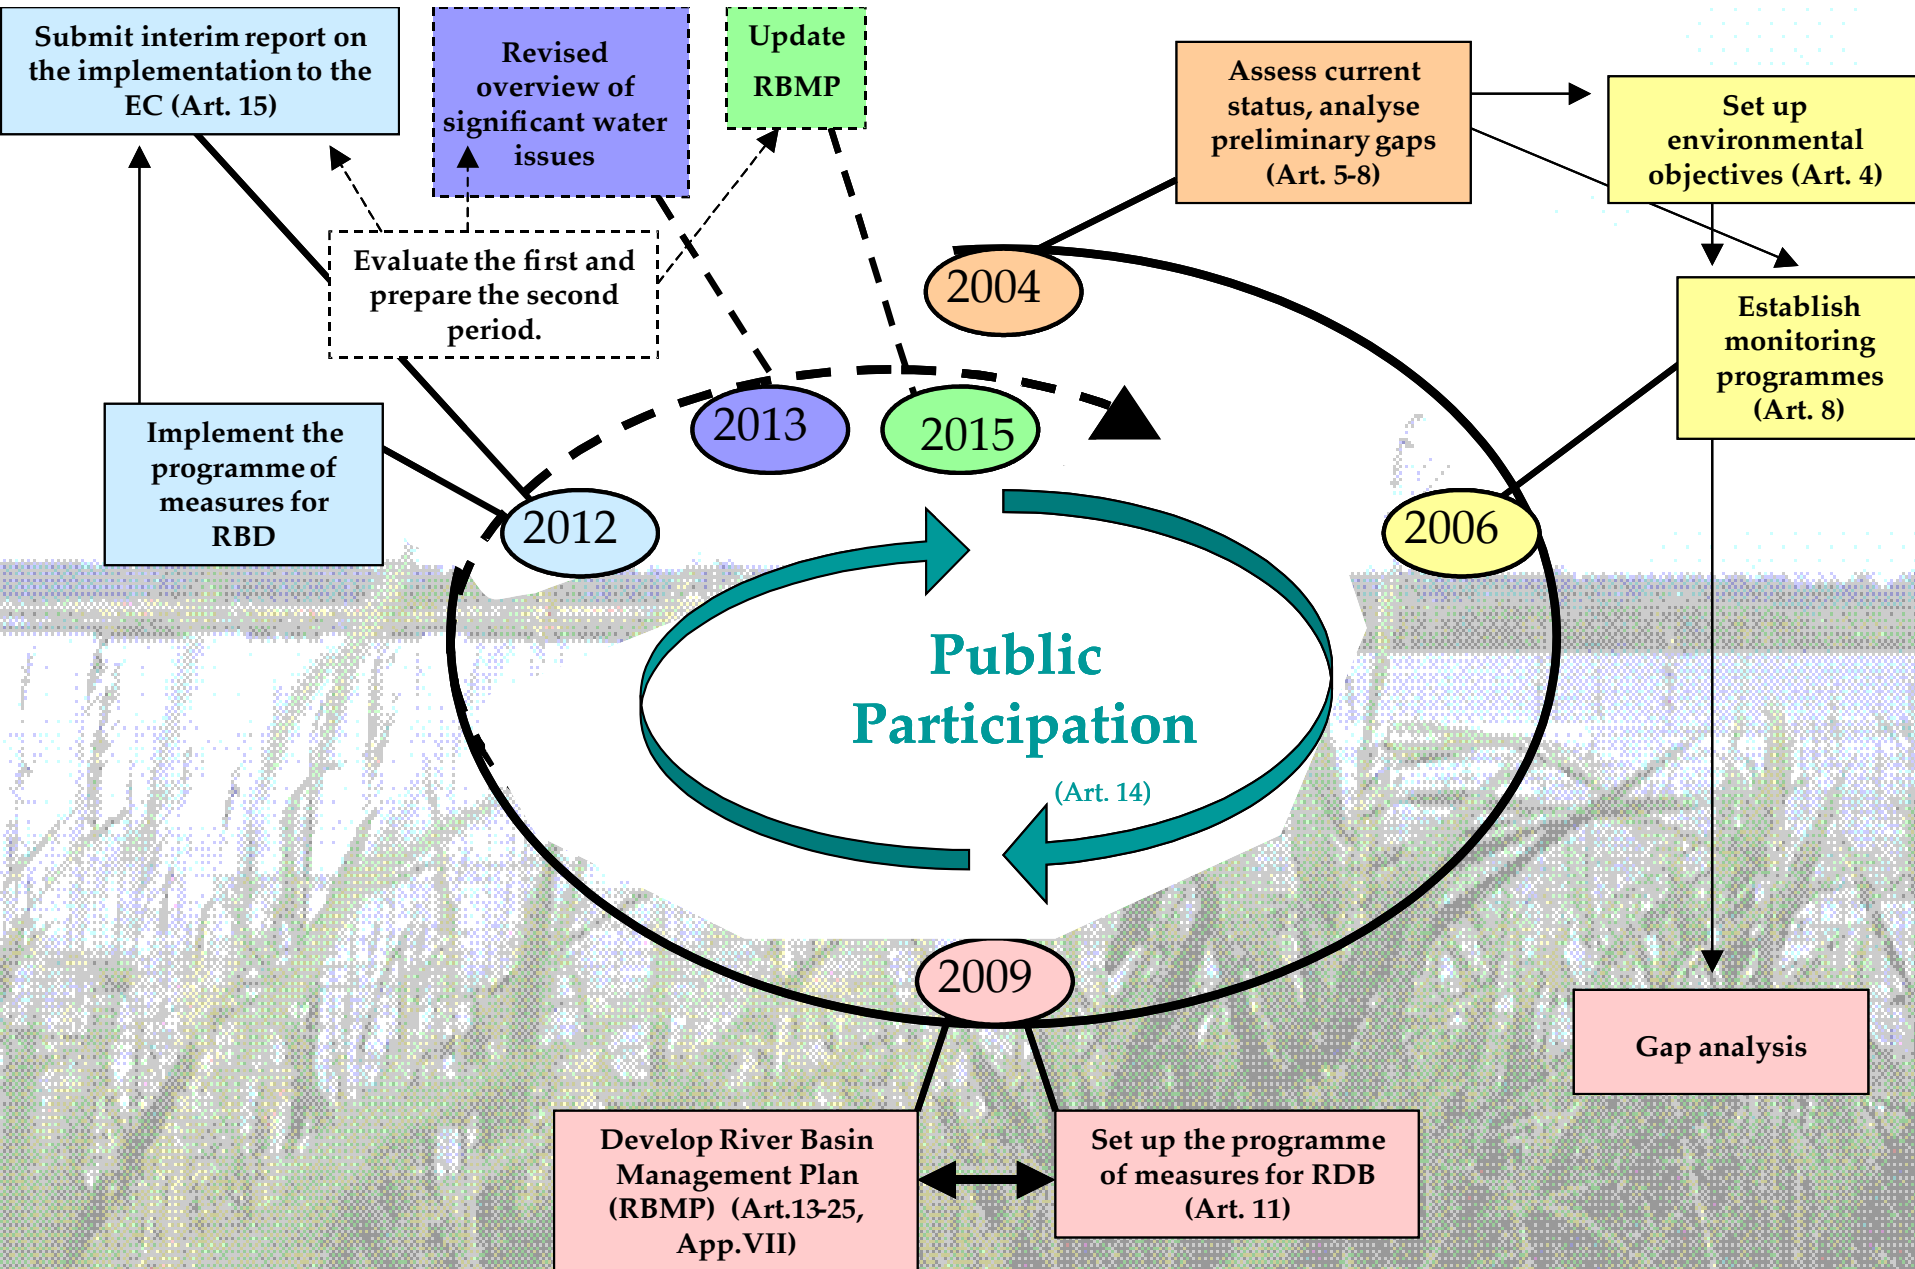 Submit interim report on
the implementation to the
EC (Art. 15)
Revised
overview of
significant water
issues
Update
RBMP
Assess current
status, analyse
preliminary gaps
(Art. 5-8)
Set up
environmental
objectives (Art. 4)
Evaluate the first and
prepare the second
period.
2004
Establish
monitoring
programmes
(Art. 8)
Implement the
programme of
measures for
RBD
2013
2015
2012
2006
Public
Participation
(Art. 14)
2009
Gap analysis
Develop River Basin
Management Plan
(RBMP) (Art.13-25,
App.VII)
Set up the programme
of measures for RDB
(Art. 11)